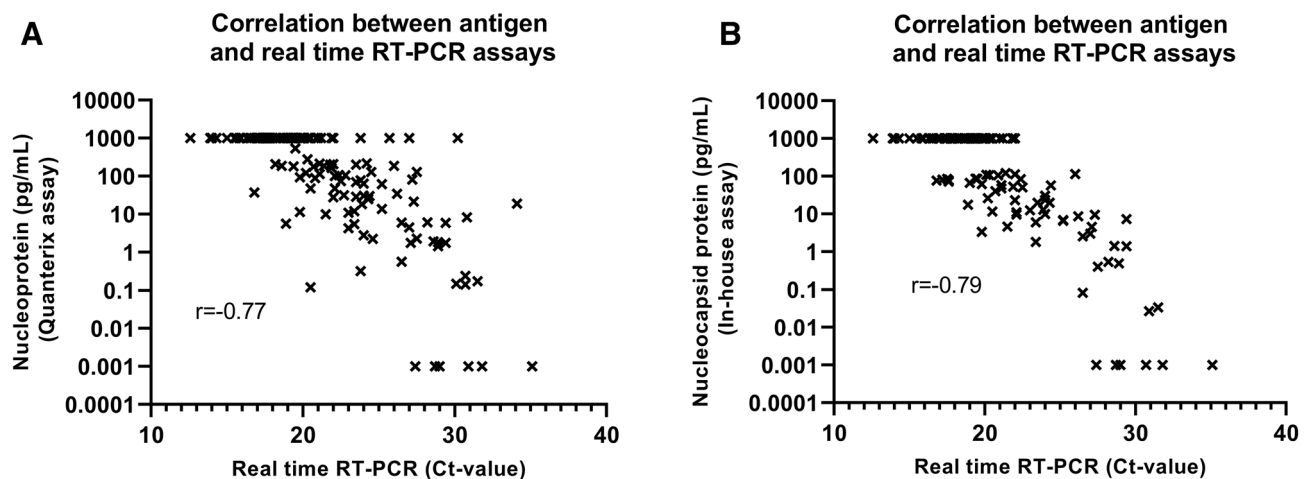 A
Correlation between antigen
and real time RT-PCR assays
Nucleoprotein (pg/mL)
(Quanterix assay)
10000
1000
100
10
1
0.1
0.01
0.001
0.0001
r=-0.77
10 20 30 40
Real time RT-PCR (Ct-value)
B
Correlation between antigen
and real time RT-PCR assays
Nucleocapsid protein (pg/mL)
(In-house assay)
10000
1000
100
10
1
0.1
0.01
0.001
0.0001
r=-0.79
10 20 30 40
Real time RT-PCR (Ct-value)